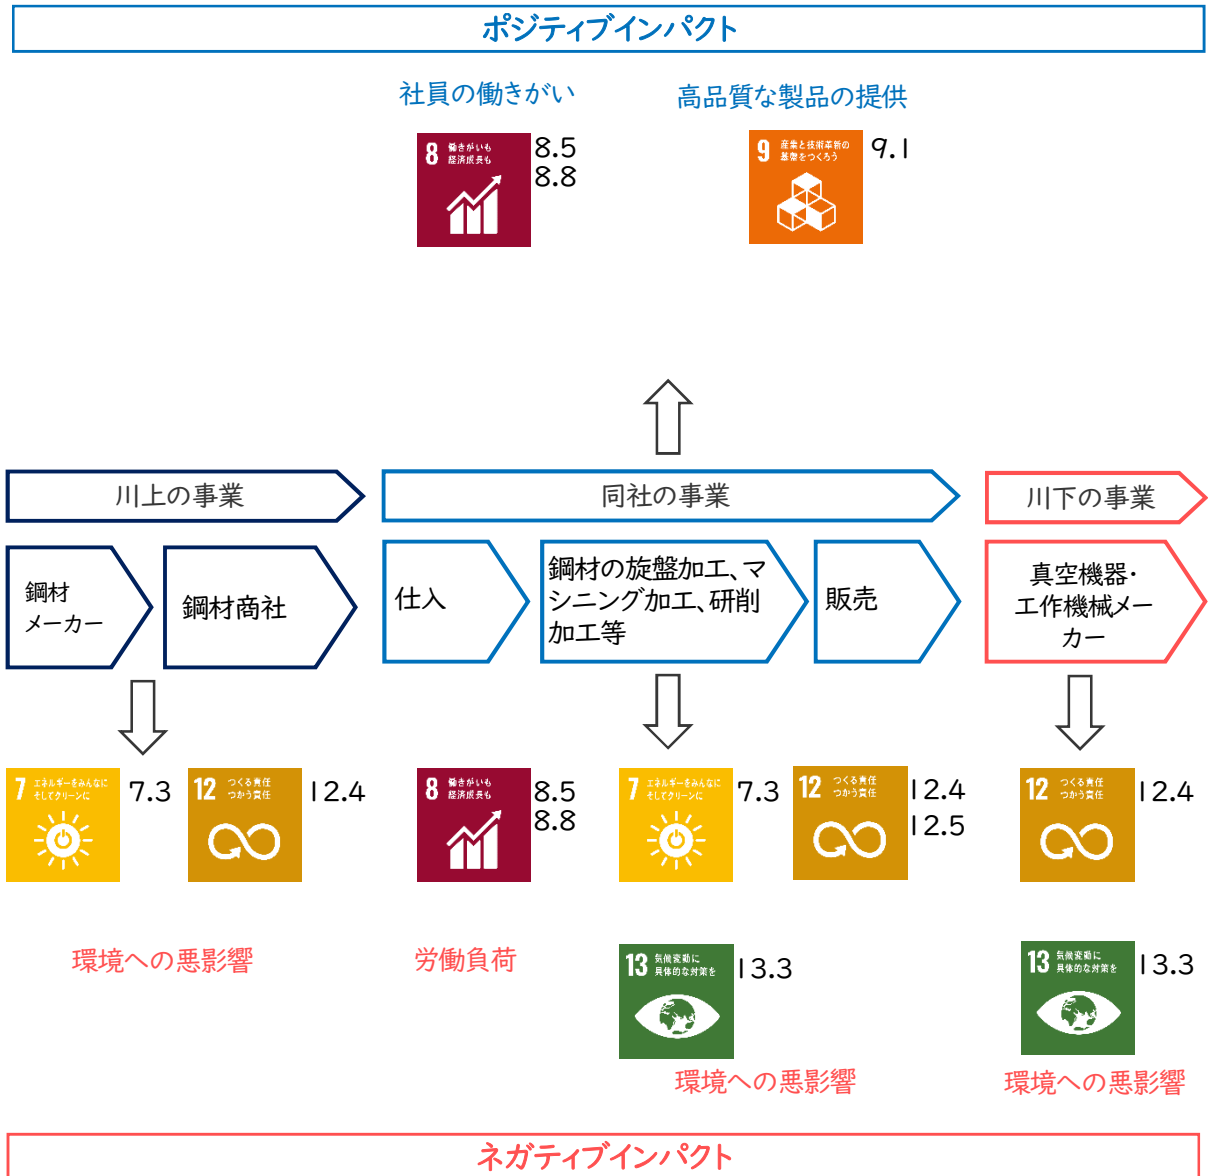 ポジティブインパクト
社員の働きがい
高品質な製品の提供
8 働きがいも
経済成長も
8.5
8.8
9 産業と技術革新の
基盤をつくろう
9.1
川上の事業
同社の事業
川下の事業
鋼材
メーカー
鋼材商社
仕入
鋼材の旋盤加工、マ
シニング加工、研削
加工等
販売
真空機器・
工作機械メー
カー
7 エネルギーをみんなに
そしてクリーンに
7.3
12 つくる責任
つかう責任
12.4
8 働きがいも
経済成長も
8.5
8.8
7 エネルギーをみんなに
そしてクリーンに
7.3
12 つくる責任
つかう責任
12.4
12.5
12 つくる責任
つかう責任
12.4
環境への悪影響
労働負荷
13 気候変動に
具体的な対策を
13.3
環境への悪影響
13 気候変動に
具体的な対策を
13.3
環境への悪影響
ネガティブインパクト